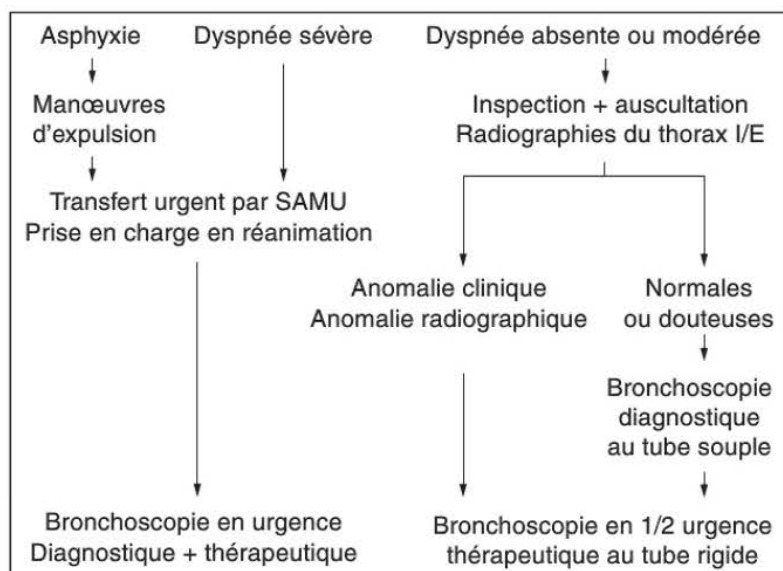 Asphyxie
Dyspnée sévère
Dyspnée absente ou modérée
Manœuvres
d'expulsion
Inspection + auscultation
Radiographies du thorax I/E
Transfert urgent par SAMU
Prise en charge en réanimation
Anomalie clinique
Anomalie radiographique
Normales
ou douteuses
Bronchoscopie
diagnostique
au tube souple
Bronchoscopie en urgence
Diagnostique + thérapeutique
Bronchoscopie en 1/2 urgence
thérapeutique au tube rigide